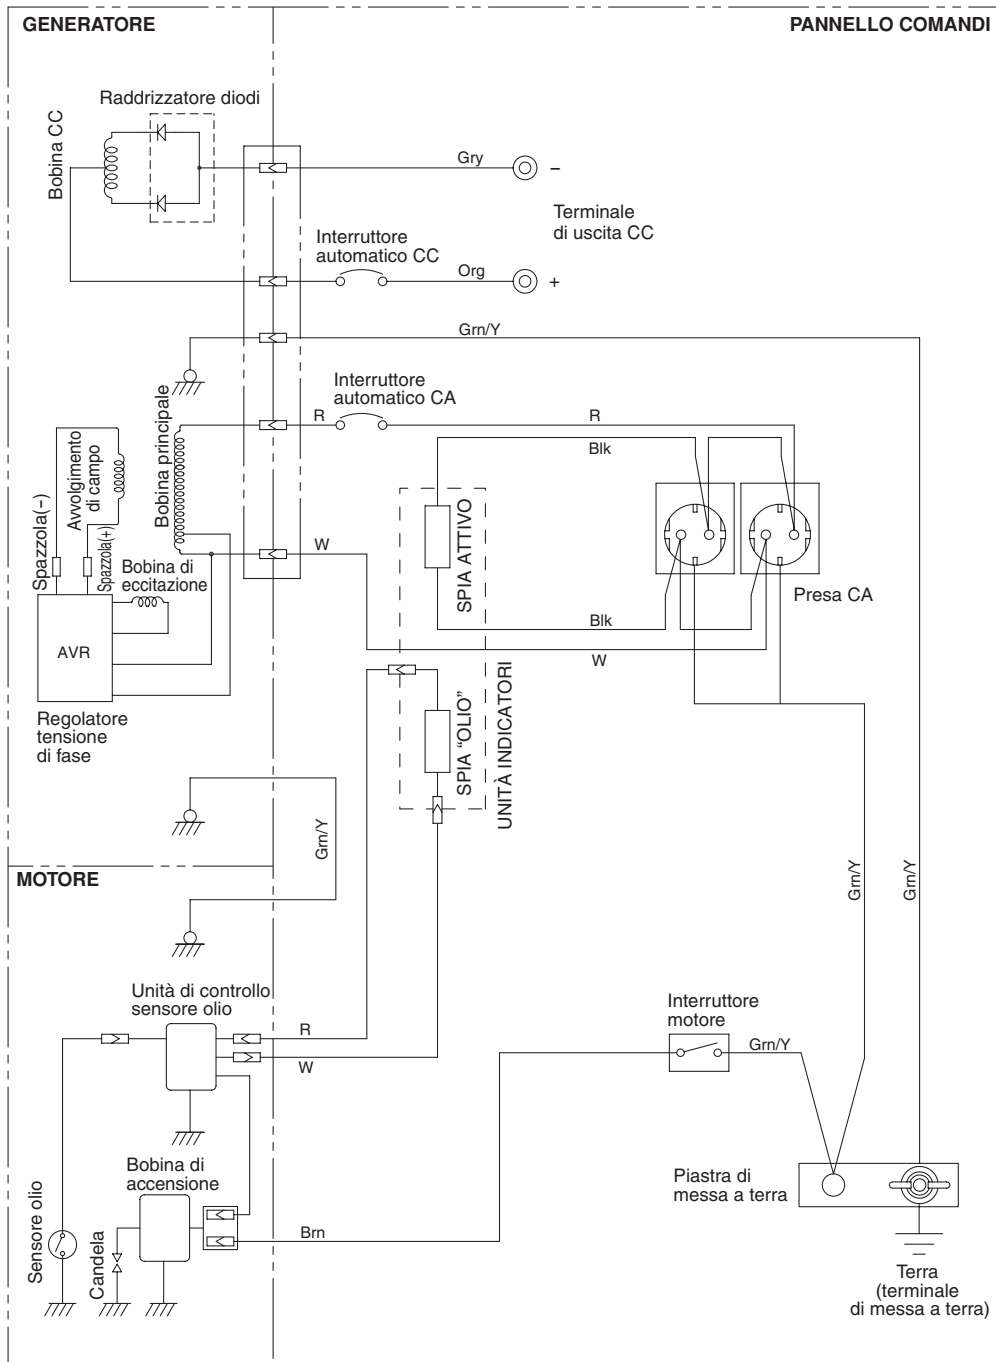 GENERATORE
PANNELLO COMANDI
Raddrizzatore diodi
Bobina CC
Gry
−
Terminale
di uscita CC
Interruttore
automatico CC
Org
+
Grn/Y
Interruttore
automatico CA
R
R
Blk
Bobina principale
Avvolgimento
di campo
Spazzola(−)
Spazzola(+)
Bobina di
eccitazione
W
SPIA ATTIVO
Presa CA
Blk
W
AVR
Regolatore
tensione
di fase
SPIA “OLIO”
UNITÀ INDICATORI
Grn/Y
Grn/Y
Grn/Y
MOTORE
Unità di controllo
sensore olio
R
W
Interruttore
motore
Grn/Y
Bobina di
accensione
Piastra di
messa a terra
Sensore olio
Candela
Brn
Terra
(terminale
di messa a terra)